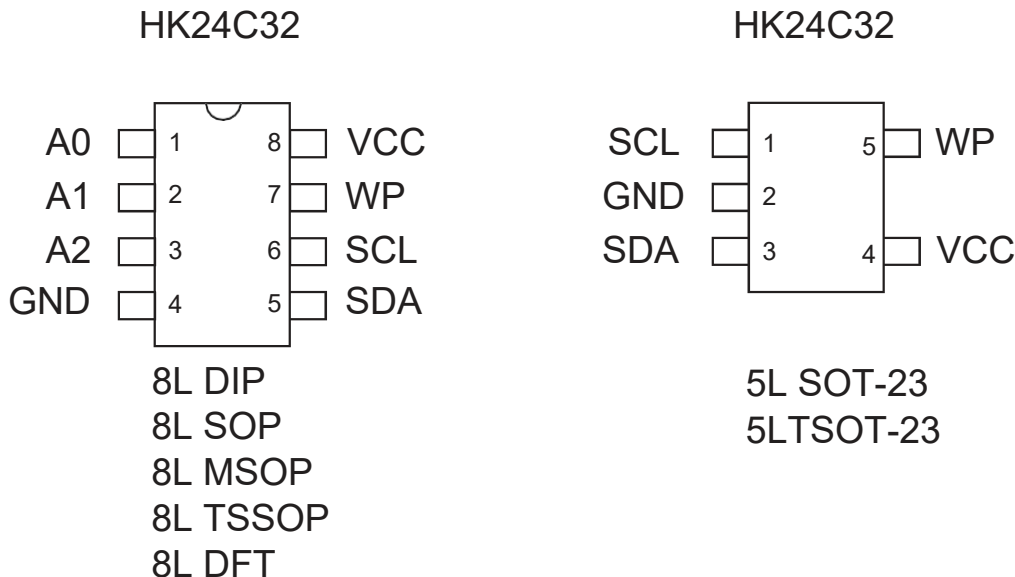 HK24C32
A0 1 8 VCC
A1 2 7 WP
A2 3 6 SCL
GND 4 5 SDA
8L DIP
8L SOP
8L MSOP
8L TSSOP
8L DFT
HK24C32
SCL 1 5 WP
GND 2
SDA 3 4 VCC
5L SOT-23
5LTSOT-23